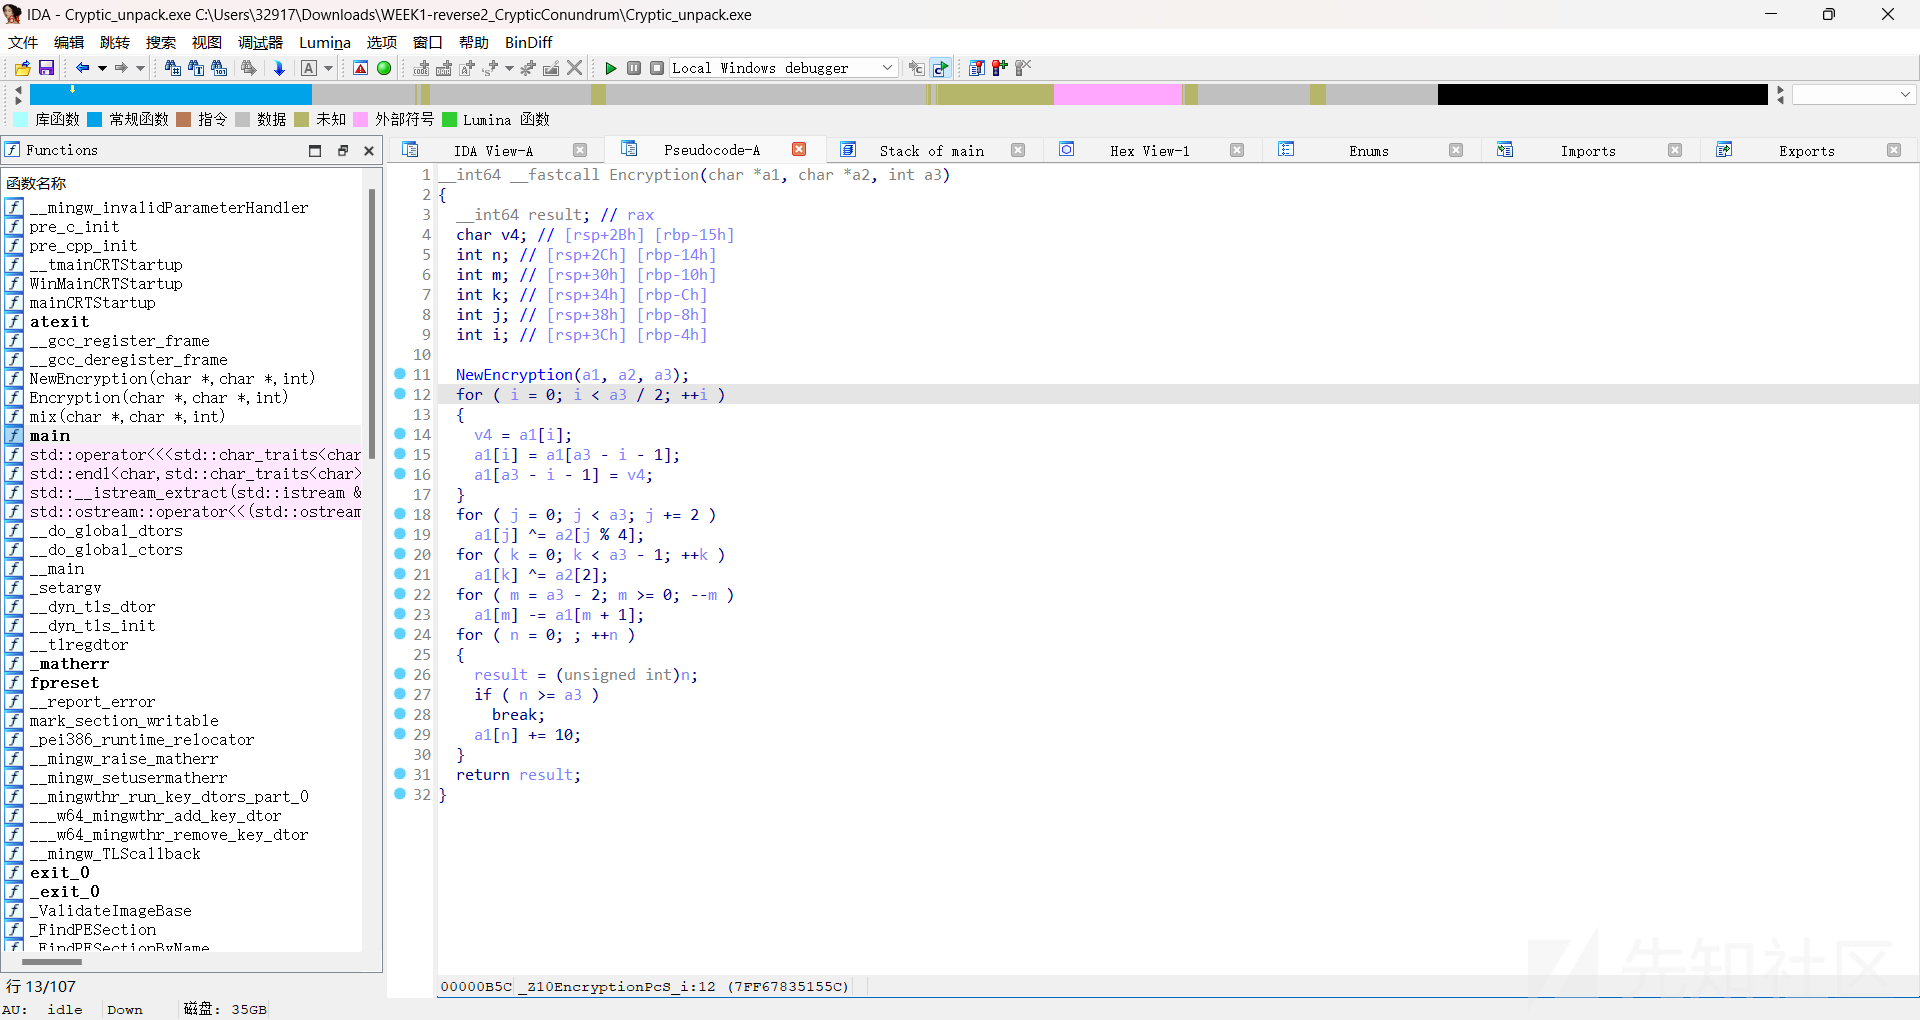 IDA - Cryptic_unpack.exe C:\Users\32917\Downloads\WEEK1-reverse2_CrypticConundrum\Cryptic_unpack.exe
文件 编辑 跳转 搜索 视图 调试器 Lumina 选项 窗口 帮助 BinDiff
Local Windows debugger
库函数 常规函数 指令 数据 未知 外部符号 Lumina 函数
Functions
函数名称
__mingw_invalidParameterHandler
pre_c_init
pre_cpp_init
__tmainCRTStartup
WinMainCRTStartup
mainCRTStartup
atexit
__gcc_register_frame
__gcc_deregister_frame
NewEncryption(char *,char *,int)
Encryption(char *,char *,int)
mix(char *,char *,int)
main
std::operator<<<std::char_traits<char
std::endl<char,std::char_traits<char>
std::__istream_extract(std::istream &
std::ostream::operator<<(std::ostream
__do_global_dtors
__do_global_ctors
__main
_setargv
__dyn_tls_dtor
__dyn_tls_init
__tlregdtor
_matherr
fpreset
__report_error
mark_section_writable
_pei386_runtime_relocator
__mingw_raise_matherr
__mingw_setusermatherr
__mingwthr_run_key_dtors_part_0
___w64_mingwthr_add_key_dtor
___w64_mingwthr_remove_key_dtor
__mingw_TLScallback
exit_0
_exit_0
_ValidateImageBase
_FindPESection
_FindPESectionByName
行 13/107
IDA View-A Pseudocode-A Stack of main Hex View-1 Enums Imports Exports
1 __int64 __fastcall Encryption(char *a1, char *a2, int a3)
2 {
3 __int64 result; // rax
4 char v4; // [rsp+2Bh] [rbp-15h]
5 int n; // [rsp+2Ch] [rbp-14h]
6 int m; // [rsp+30h] [rbp-10h]
7 int k; // [rsp+34h] [rbp-Ch]
8 int j; // [rsp+38h] [rbp-8h]
9 int i; // [rsp+3Ch] [rbp-4h]
10
11 NewEncryption(a1, a2, a3);
12 for ( i = 0; i < a3 / 2; ++i )
13 {
14 v4 = a1[i];
15 a1[i] = a1[a3 - i - 1];
16 a1[a3 - i - 1] = v4;
17 }
18 for ( j = 0; j < a3; j += 2 )
19 a1[j] ^= a2[j % 4];
20 for ( k = 0; k < a3 - 1; ++k )
21 a1[k] ^= a2[2];
22 for ( m = a3 - 2; m >= 0; --m )
23 a1[m] -= a1[m + 1];
24 for ( n = 0; ; ++n )
25 {
26 result = (unsigned int)n;
27 if ( n >= a3 )
28 break;
29 a1[n] += 10;
30 }
31 return result;
32 }
00000B5C _Z10EncryptionPcS_i:12 (7FF67835155C)
先知社区
AU: idle Down 磁盘: 35GB